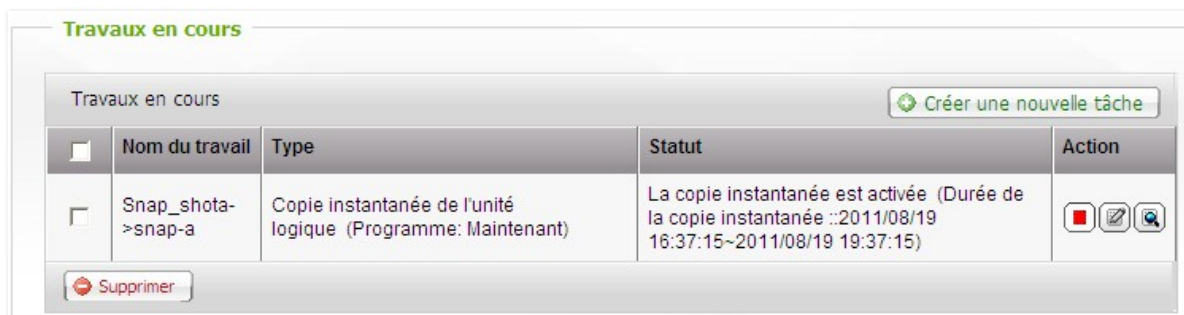 Travaux en cours
Travaux en cours
Créer une nouvelle tâche
Nom du travail Type Statut Action
Snap_shota-
>snap-a
Copie instantanée de l'unité
logique (Programme: Maintenant)
La copie instantanée est activée (Durée de
la copie instantanée ::2011/08/19
16:37:15~2011/08/19 19:37:15)
Supprimer